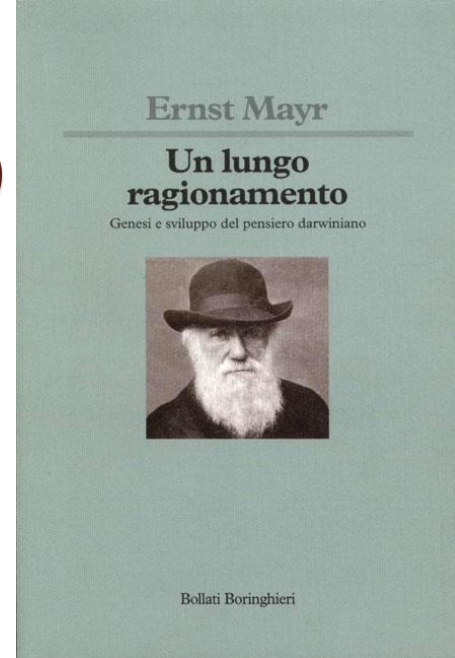 Ernst Mayr
Un lungo
ragionamento
Genesi e sviluppo del pensiero darwiniano
Bollati Boringhieri